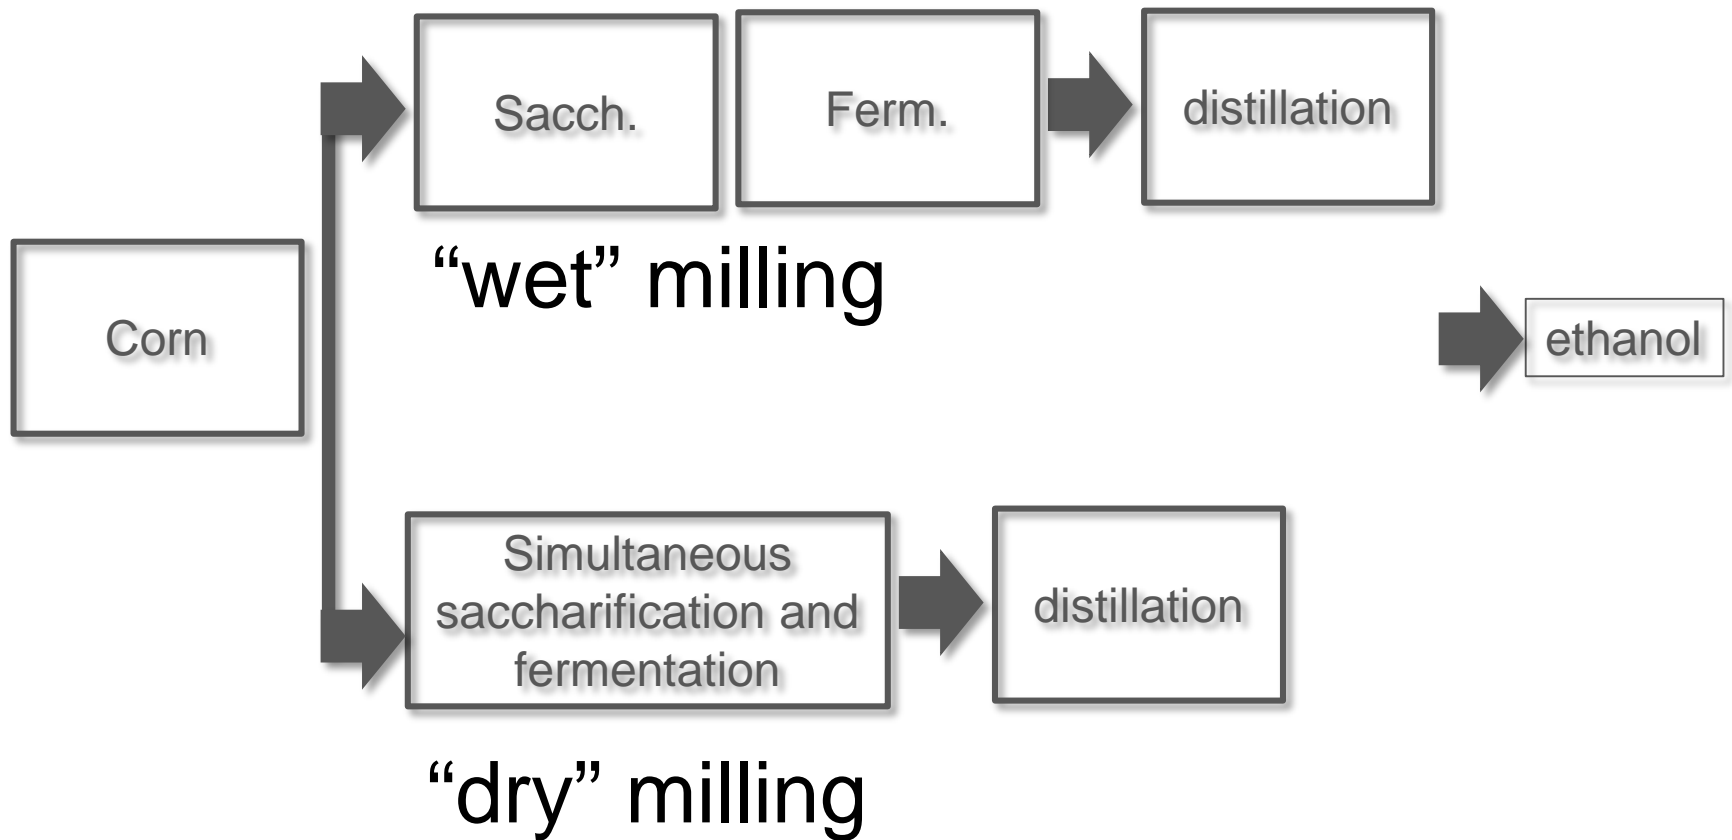 Sacch.
Ferm.
distillation
“wet” milling
Corn
ethanol
Simultaneous
saccharification and
fermentation
distillation
“dry” milling